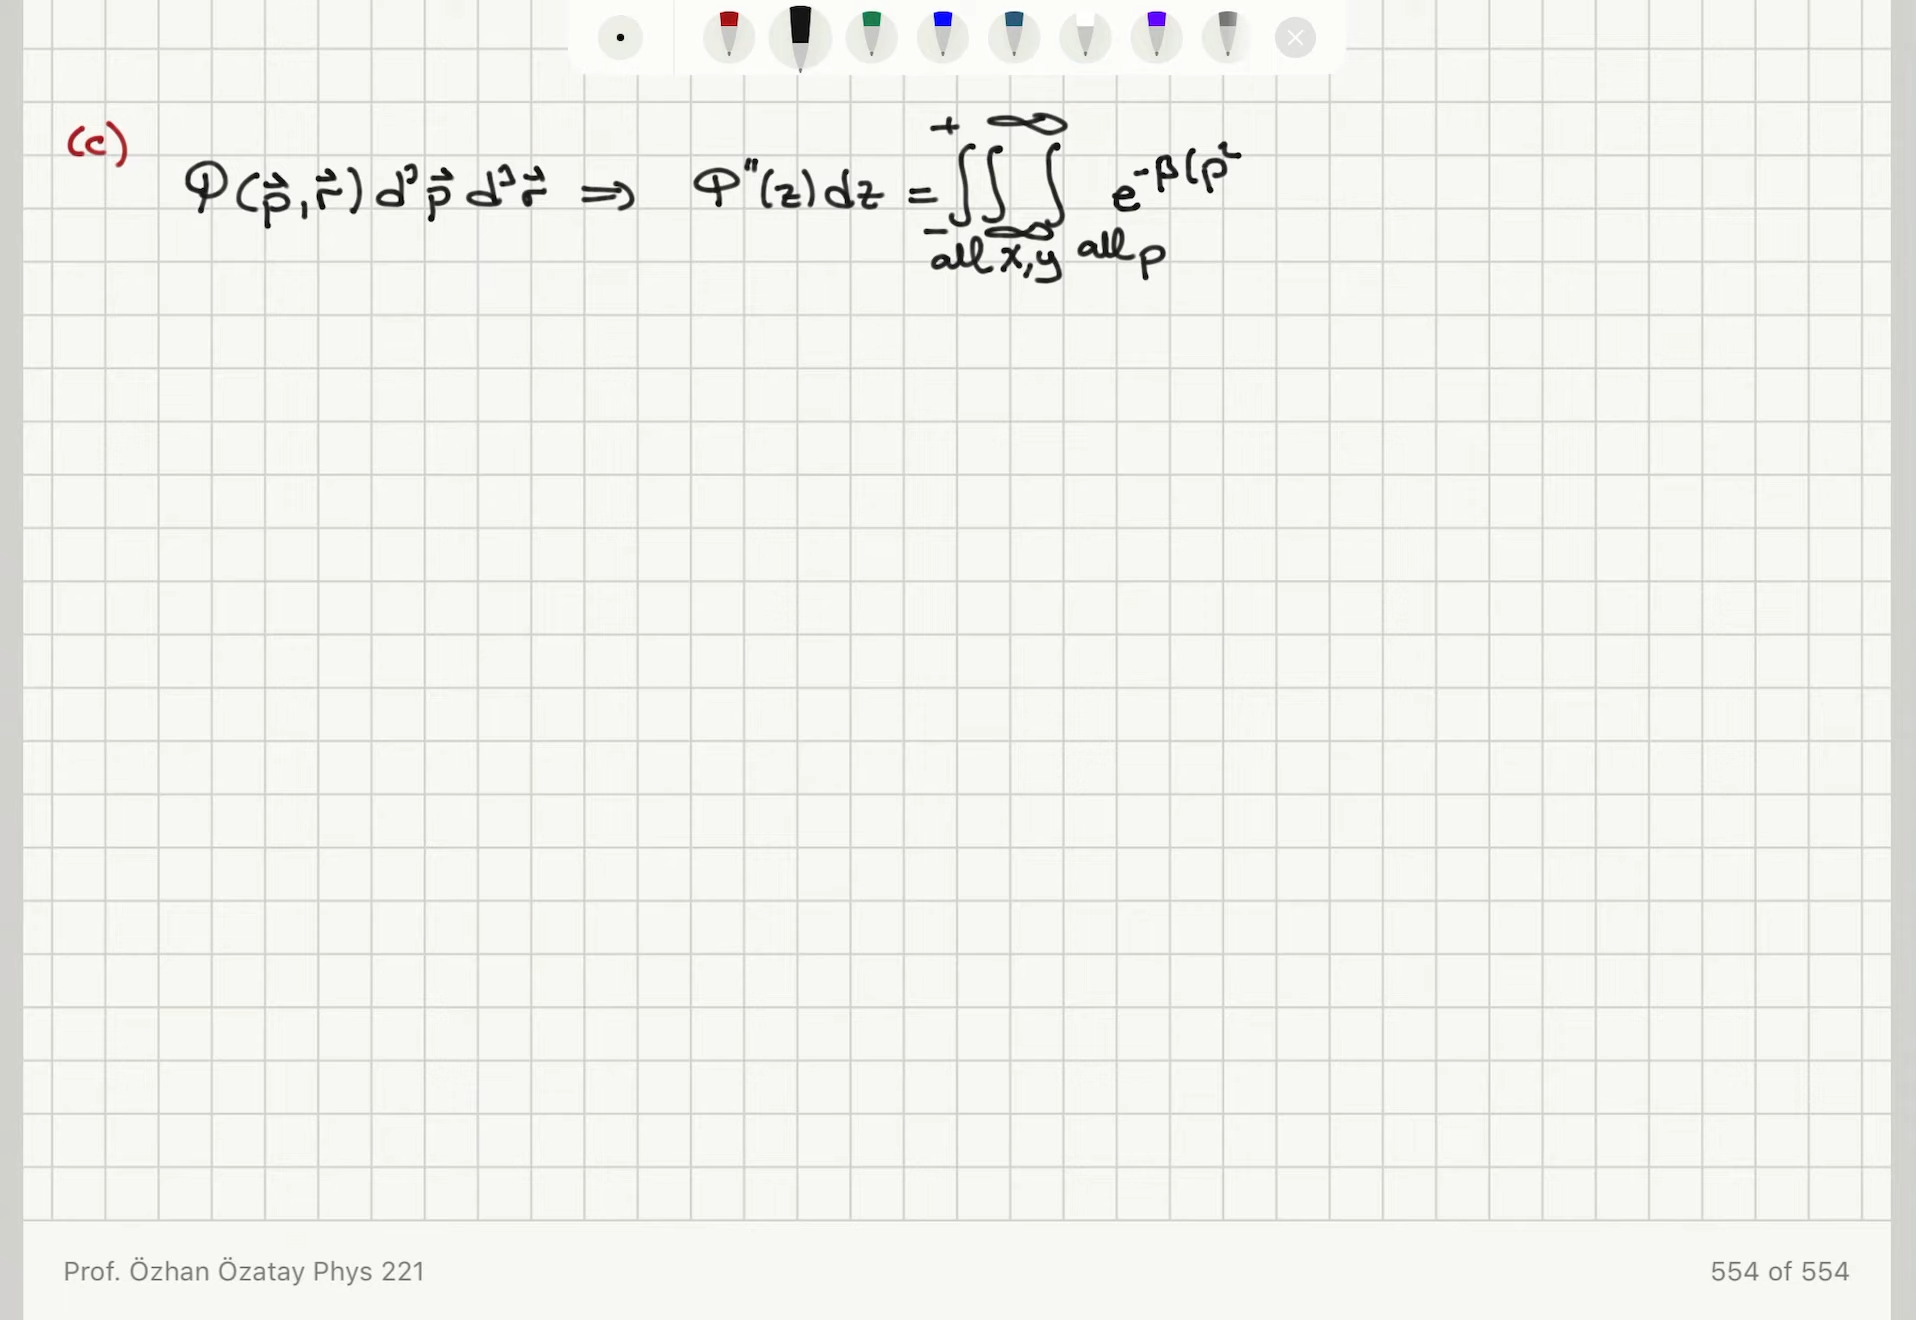 (c)
𝒫(p⃗,r⃗) d³p⃗ d³r⃗ ⇒ 𝒫"(z) dz = ∫∫ ∫ e^-β(p²
+∞
-∞
all x,y all p
Prof. Özhan Özatay Phys 221
554 of 554